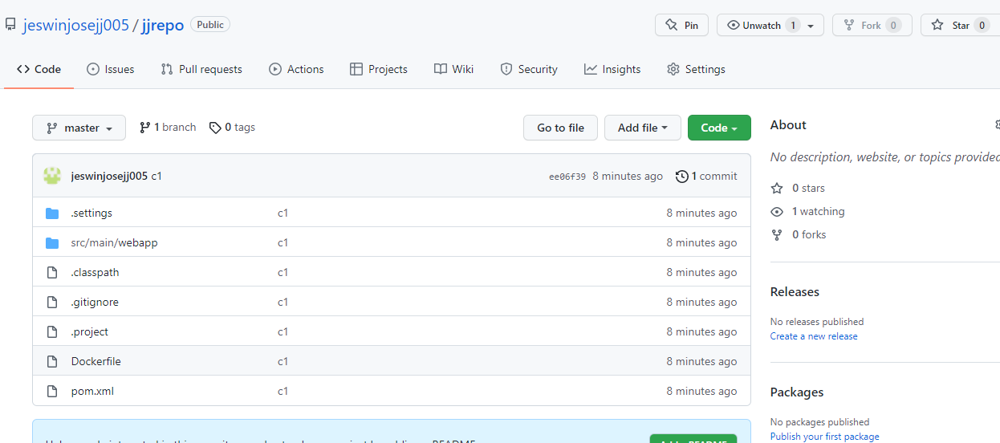 jeswinjosejj005 / jjrepo Public
Pin Unwatch 1 Fork 0 Star 0
Code Issues Pull requests Actions Projects Wiki Security Insights Settings
master 1 branch 0 tags Go to file Add file Code
jeswinjosejj005 c1 ee06f39 8 minutes ago 1 commit
.settings c1 8 minutes ago
src/main/webapp c1 8 minutes ago
.classpath c1 8 minutes ago
.gitignore c1 8 minutes ago
.project c1 8 minutes ago
Dockerfile c1 8 minutes ago
pom.xml c1 8 minutes ago
About
No description, website, or topics provided
0 stars
1 watching
0 forks
Releases
No releases published
Create a new release
Packages
No packages published
Publish your first package